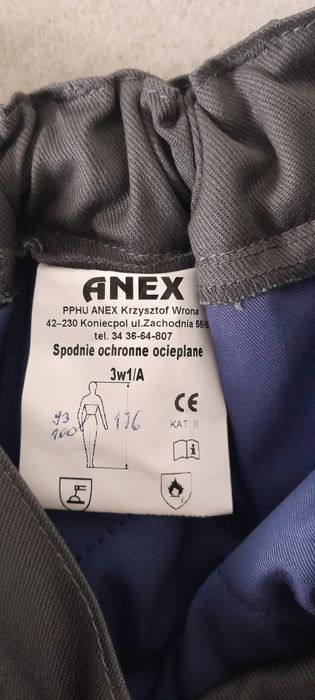 ANEX
PPHU ANEX Krzysztof Wrona
42-230 Koniecpol ul.Zachodnia 58/6
tel. 34 36-64-807
Spodnie ochronne ocieplane
3w1/A
93 176
100
CE
KAT. II
i